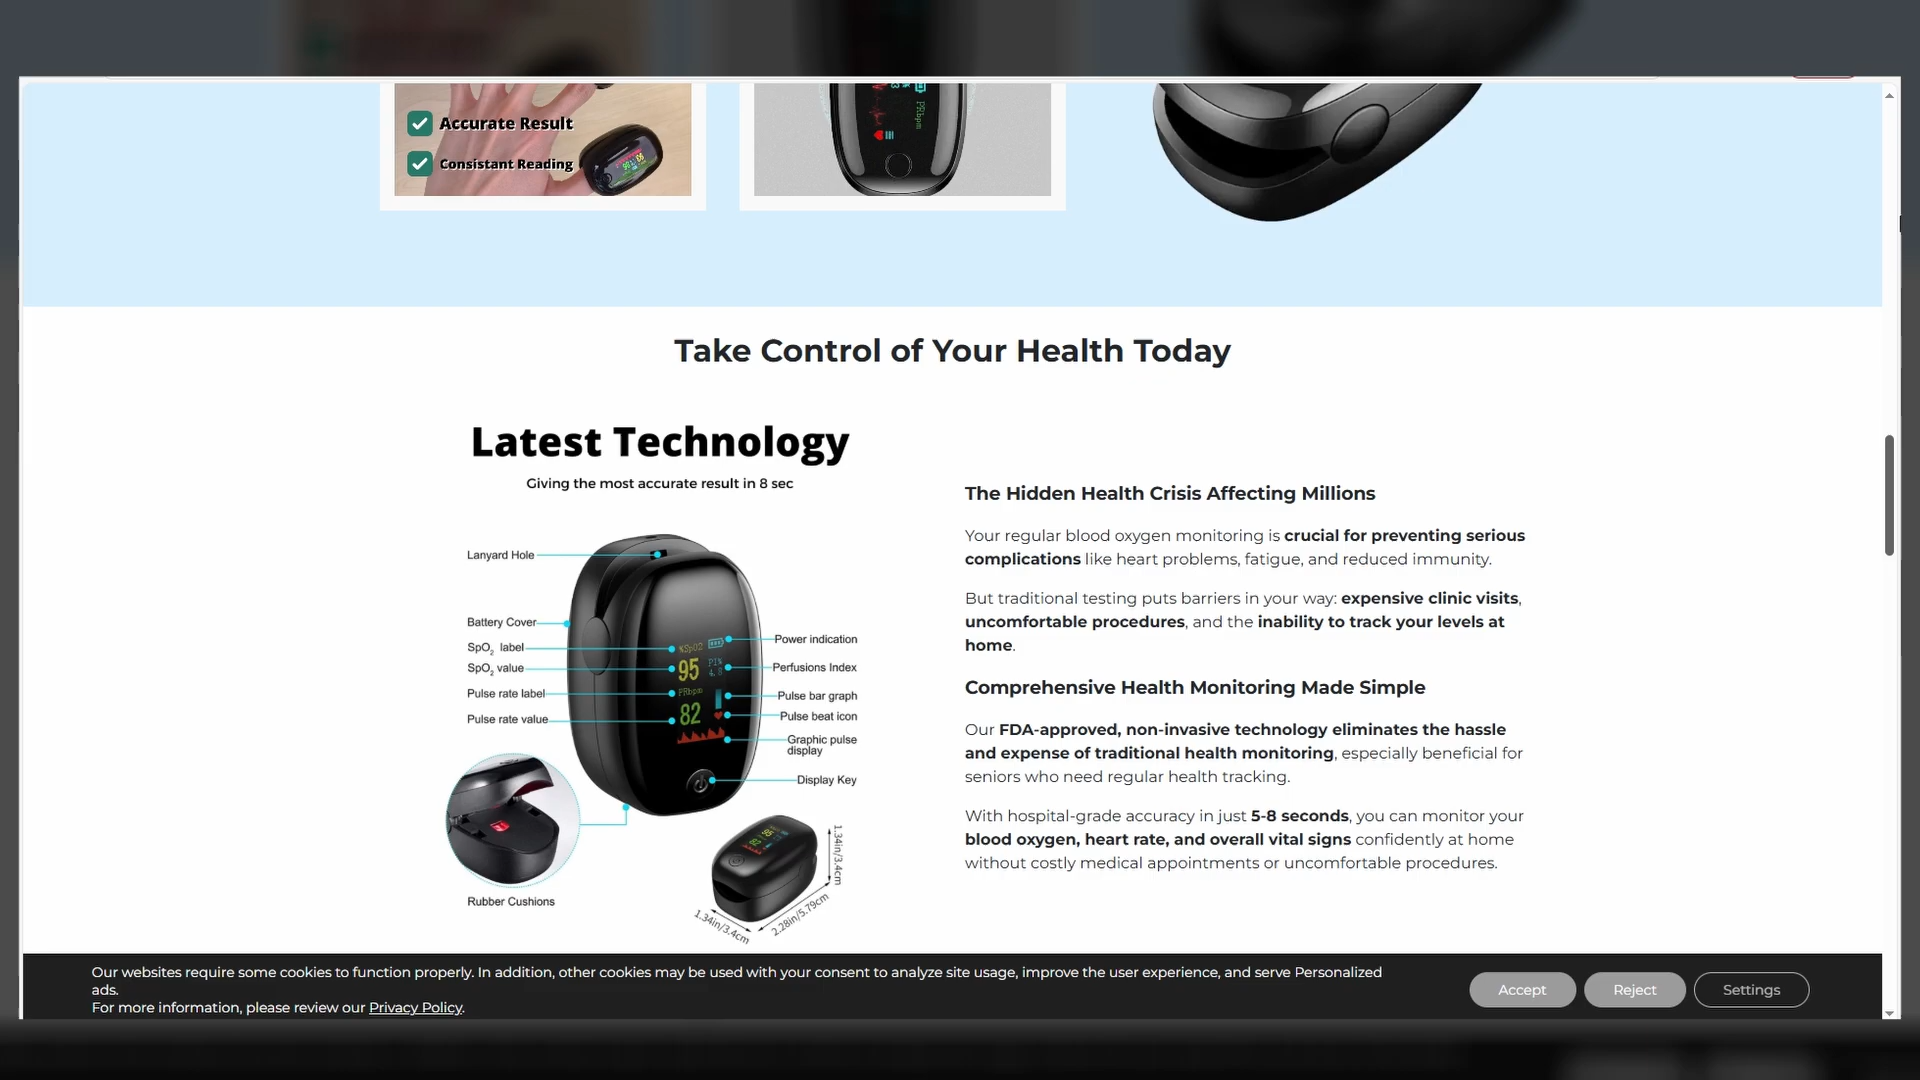 Accurate Result
Consistant Reading
PRbpm
Take Control of Your Health Today
Latest Technology
Giving the most accurate result in 8 sec
Lanyard Hole
Battery Cover
SpO2 label
SpO2 value
Pulse rate label
Pulse rate value
%SpO2
95
PI%
4.8
PRbpm
82
Power indication
Perfusions Index
Pulse bar graph
Pulse beat icon
Graphic pulse
display
Display Key
Rubber Cushions
95
82
1.34in/3.4cm
1.34in/3.4cm
2.28in/5.79cm
The Hidden Health Crisis Affecting Millions
Your regular blood oxygen monitoring is crucial for preventing serious
complications like heart problems, fatigue, and reduced immunity.
But traditional testing puts barriers in your way: expensive clinic visits,
uncomfortable procedures, and the inability to track your levels at
home.
Comprehensive Health Monitoring Made Simple
Our FDA-approved, non-invasive technology eliminates the hassle
and expense of traditional health monitoring, especially beneficial for
seniors who need regular health tracking.
With hospital-grade accuracy in just 5-8 seconds, you can monitor your
blood oxygen, heart rate, and overall vital signs confidently at home
without costly medical appointments or uncomfortable procedures.
Our websites require some cookies to function properly. In addition, other cookies may be used with your consent to analyze site usage, improve the user experience, and serve Personalized
ads.
For more information, please review our Privacy Policy.
Accept
Reject
Settings